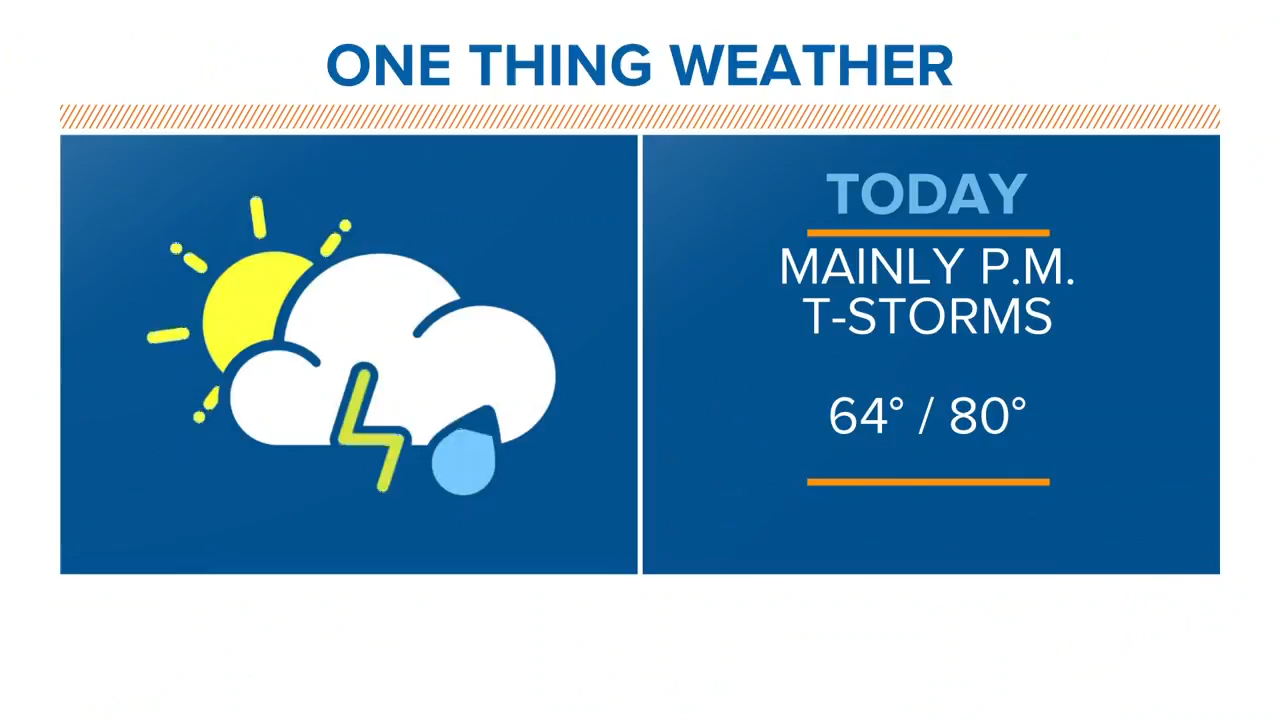 ONE THING WEATHER
TODAY
MAINLY P.M.
T-STORMS
64° / 80°